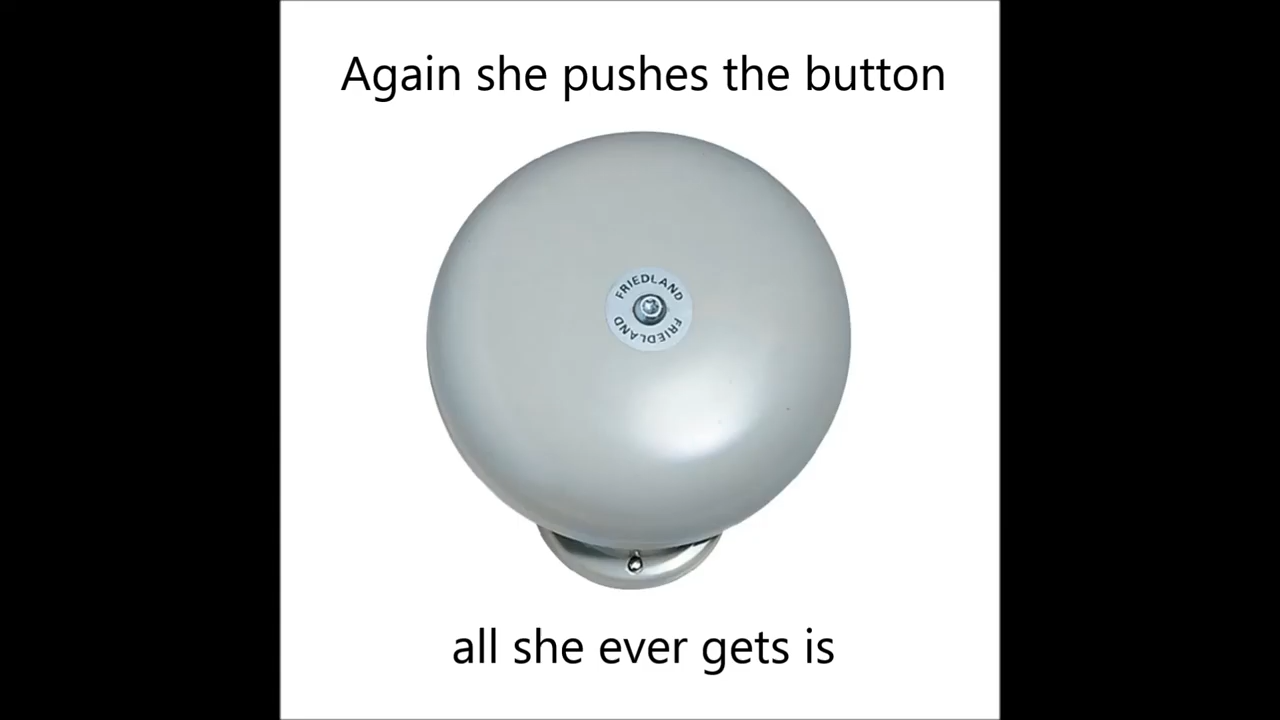 Again she pushes the button
FRIEDLAND
FRIEDLAND
all she ever gets is